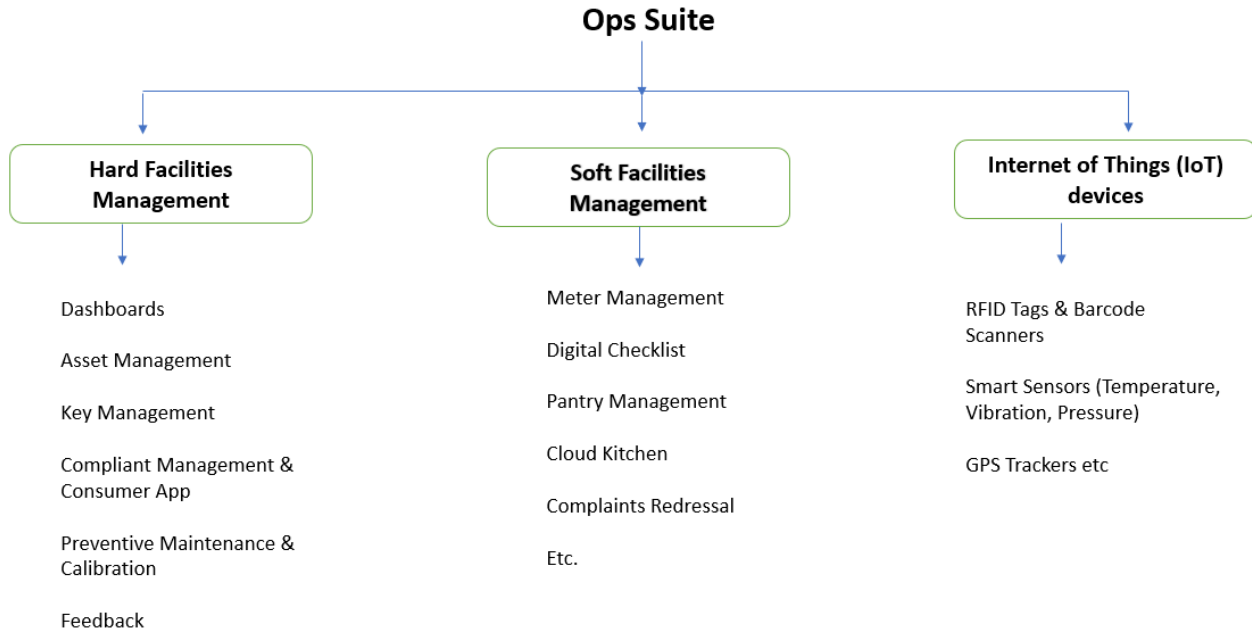 Ops Suite
Hard Facilities
Management
Dashboards
Asset Management
Key Management
Compliant Management &
Consumer App
Preventive Maintenance &
Calibration
Feedback
Soft Facilities
Management
Meter Management
Digital Checklist
Pantry Management
Cloud Kitchen
Complaints Redressal
Etc.
Internet of Things (IoT)
devices
RFID Tags & Barcode
Scanners
Smart Sensors (Temperature,
Vibration, Pressure)
GPS Trackers etc